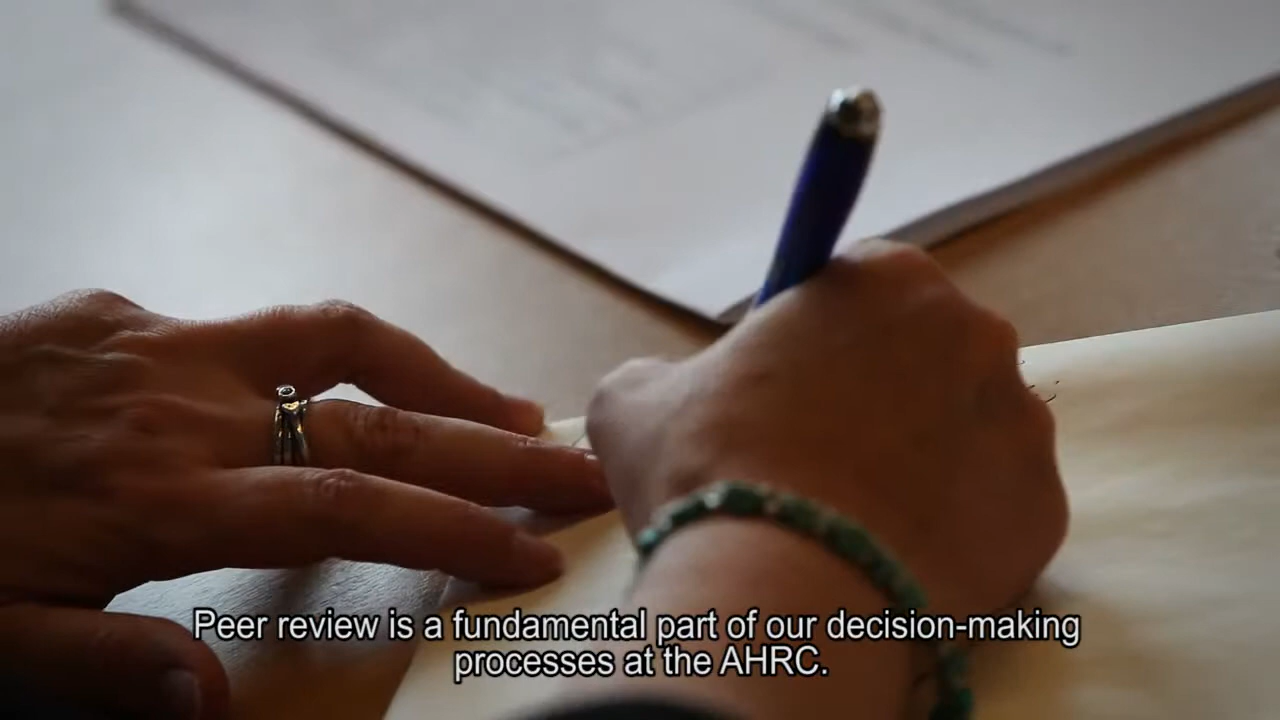 Peer review is a fundamental part of our decision-making
processes at the AHRC.